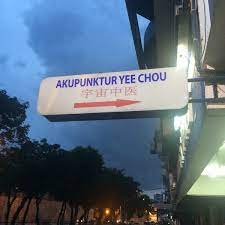 AKUPUNKTUR YEE CHOU
宇宙中医